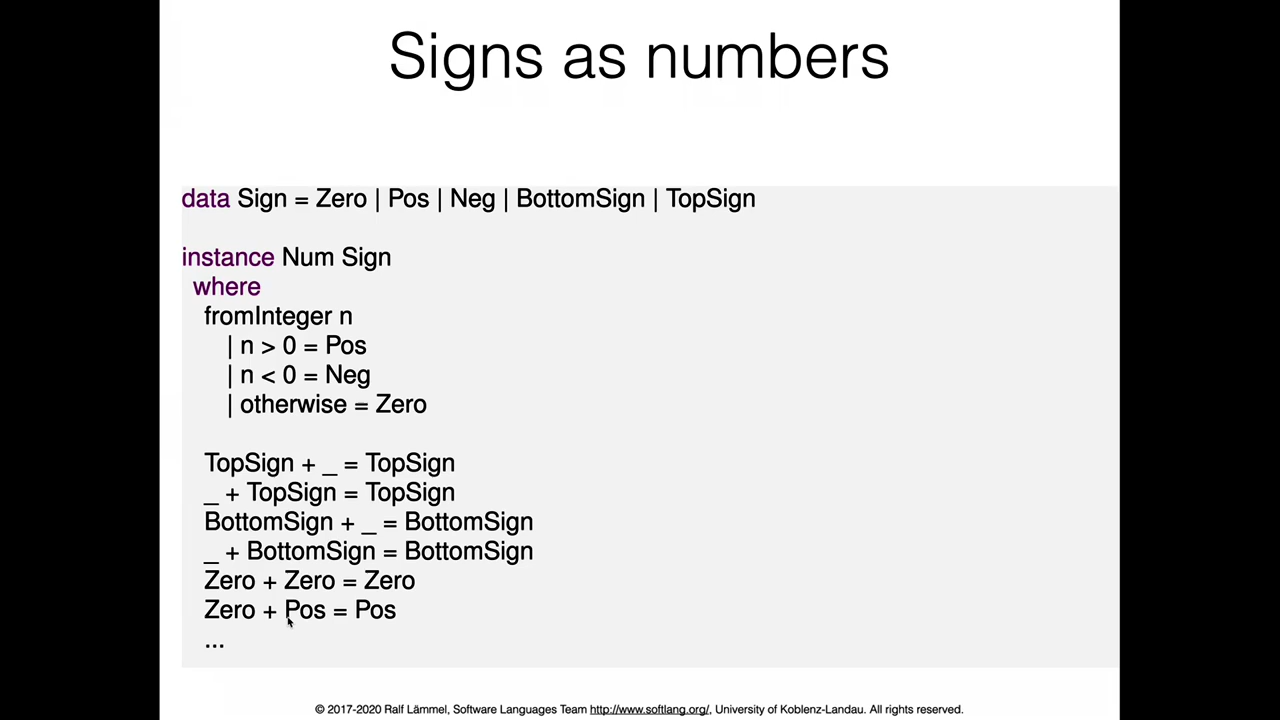 Signs as numbers
data Sign = Zero | Pos | Neg | BottomSign | TopSign
instance Num Sign
where
fromInteger n
| n > 0 = Pos
| n < 0 = Neg
| otherwise = Zero
TopSign + _ = TopSign
_ + TopSign = TopSign
BottomSign + _ = BottomSign
_ + BottomSign = BottomSign
Zero + Zero = Zero
Zero + Pos = Pos
...
© 2017-2020 Ralf Lämmel, Software Languages Team http://www.softlang.org/, University of Koblenz-Landau. All rights reserved.